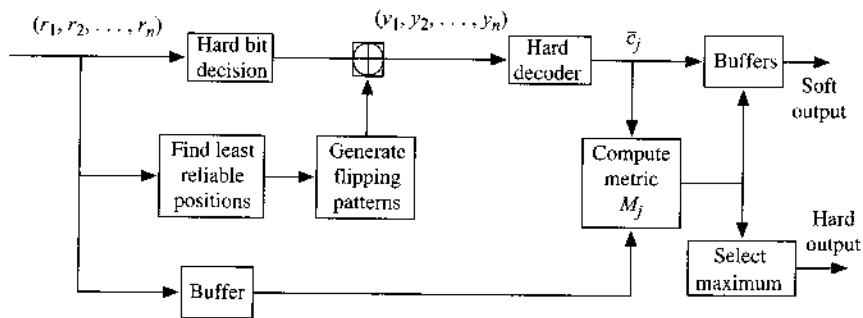 (r₁, r₂, . . . , rₙ)
(v₁, y₂, . . . , yₙ)
Hard bit
decision
Hard
decoder
c̅ⱼ
Buffers
Soft
output
Find least
reliable
positions
Generate
flipping
patterns
Compute
metric
Mⱼ
Hard
output
Buffer
Select
maximum